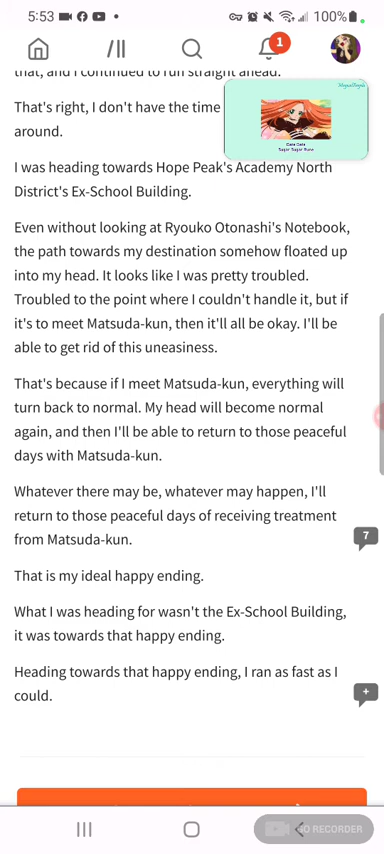 5:53
100%
1
that, and I continued to run straight ahead.
That's right, I don't have the time
around.
I was heading towards Hope Peak's Academy North
District's Ex-School Building.
Even without looking at Ryouko Otonashi's Notebook,
the path towards my destination somehow floated up
into my head. It looks like I was pretty troubled.
Troubled to the point where I couldn't handle it, but if
it's to meet Matsuda-kun, then it'll all be okay. I'll be
able to get rid of this uneasiness.
That's because if I meet Matsuda-kun, everything will
turn back to normal. My head will become normal
again, and then I'll be able to return to those peaceful
days with Matsuda-kun.
Whatever there may be, whatever may happen, I'll
return to those peaceful days of receiving treatment
from Matsuda-kun.
7
That is my ideal happy ending.
What I was heading for wasn't the Ex-School Building,
it was towards that happy ending.
Heading towards that happy ending, I ran as fast as I
could.
+
GO RECORDER